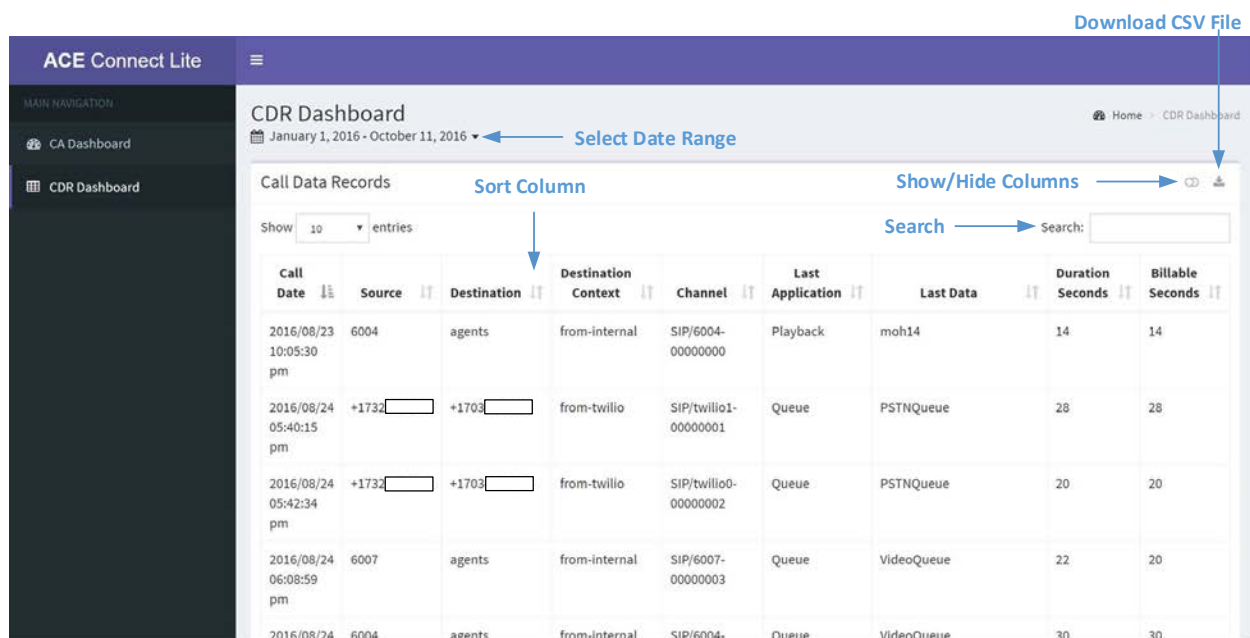 Download CSV File
ACE Connect Lite
MAIN NAVIGATION
CA Dashboard
CDR Dashboard
CDR Dashboard
January 1, 2016 - October 11, 2016
Select Date Range
Home > CDR Dashboard
Call Data Records
Sort Column
Show/Hide Columns
Show 10 entries
Search
Search:
Call Date Source Destination Destination Context Channel Last Application Last Data Duration Seconds Billable Seconds
2016/08/23 6004 agents from-internal SIP/6004- Playback moh14 14 14
10:05:30 00000000
pm
2016/08/24 +1732 +1703 from-twilio SIP/twilio1- Queue PSTNQueue 28 28
05:40:15 00000001
pm
2016/08/24 +1732 +1703 from-twilio SIP/twilio0- Queue PSTNQueue 20 20
05:42:34 00000002
pm
2016/08/24 6007 agents from-internal SIP/6007- Queue VideoQueue 22 20
06:08:59 00000003
pm
2016/08/24 6004 agents from-internal SIP/6004- Queue VideoQueue 30 30